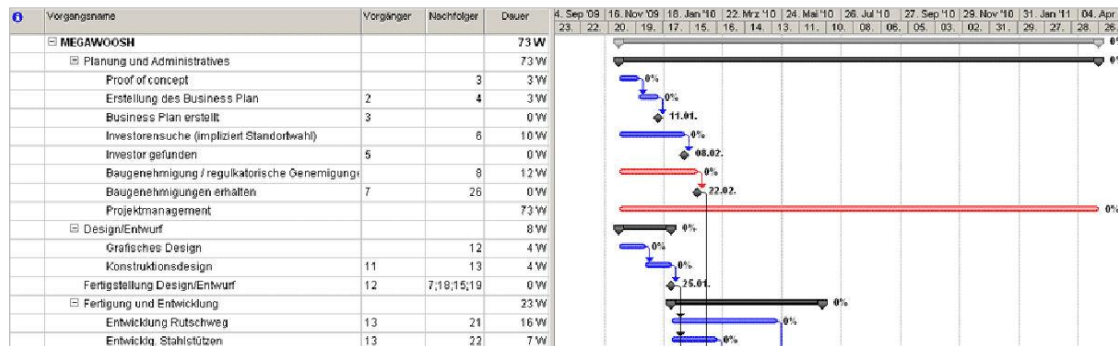 Vorgangsname Vorgänger Nachfolger Dauer 4. Sep '09 16. Nov '09 18. Jan '10 22. Mrz '10 24. Mai '10 26. Jul '10 27. Sep '10 29. Nov '10 31. Jan '11 04. Apr
23. 22. 20. 19. 17. 15. 16. 14. 13. 11. 10. 08. 06. 05. 03. 02. 31. 29. 27. 28. 26.
MEGAWOOSH 73 W 0%
Planung und Administratives 73 W 0%
Proof of concept 3 3 W 0%
Erstellung des Business Plan 2 4 3 W 0%
Business Plan erstellt 3 0 W 11.01.
Investorensuche (impliziert Standortwahl) 6 10 W 0%
Investor gefunden 5 0 W 08.02.
Baugenehmigung / regulkatorische Genemigunge 8 12 W 0%
Baugenehmigungen erhalten 7 26 0 W 22.02.
Projektmanagement 73 W 0%
Design/Entwurf 8 W 0%
Grafisches Design 12 4 W 0%
Konstruktionsdesign 11 13 4 W 0%
Fertigstellung Design/Entwurf 12 7;18;15;19 0 W 25.01.
Fertigung und Entwicklung 23 W 0%
Entwicklung Rutschweg 13 21 16 W 0%
Entwicklg. Stahlstützen 13 22 7 W 0%